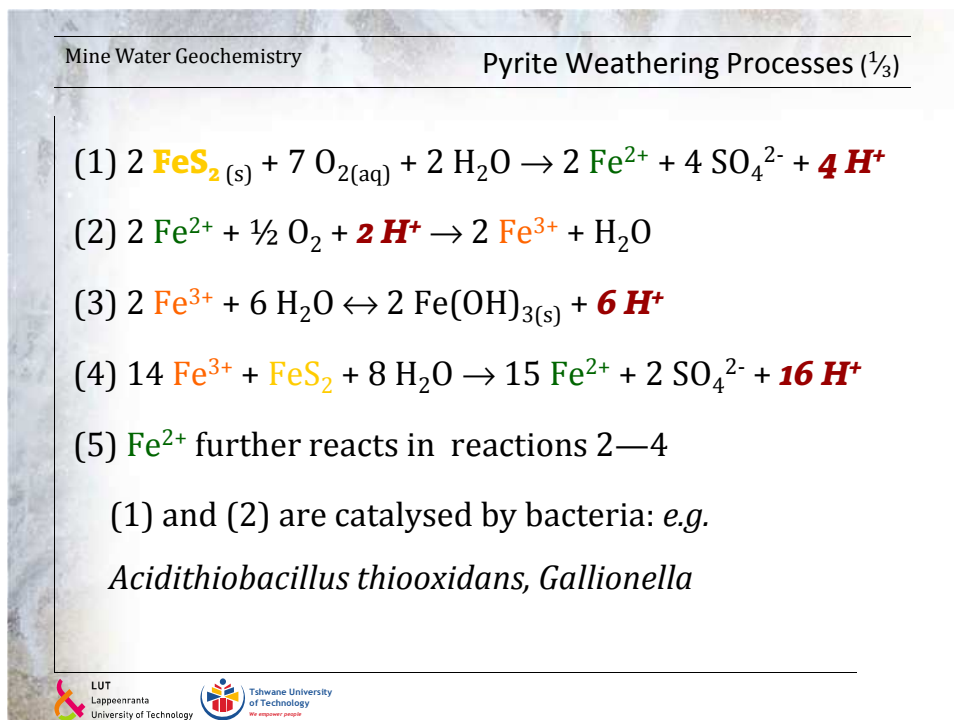 Mine Water Geochemistry
Pyrite Weathering Processes (⅓)
(1) 2 FeS₂ (s) + 7 O₂(aq) + 2 H₂O → 2 Fe²⁺ + 4 SO₄²⁻ + 4 H⁺
(2) 2 Fe²⁺ + ½ O₂ + 2 H⁺ → 2 Fe³⁺ + H₂O
(3) 2 Fe³⁺ + 6 H₂O ↔ 2 Fe(OH)₃(s) + 6 H⁺
(4) 14 Fe³⁺ + FeS₂ + 8 H₂O → 15 Fe²⁺ + 2 SO₄²⁻ + 16 H⁺
(5) Fe²⁺ further reacts in reactions 2—4
(1) and (2) are catalysed by bacteria: e.g.
Acidithiobacillus thiooxidans, Gallionella
LUT
Lappeenranta
University of Technology
Tshwane University
of Technology
We empower people